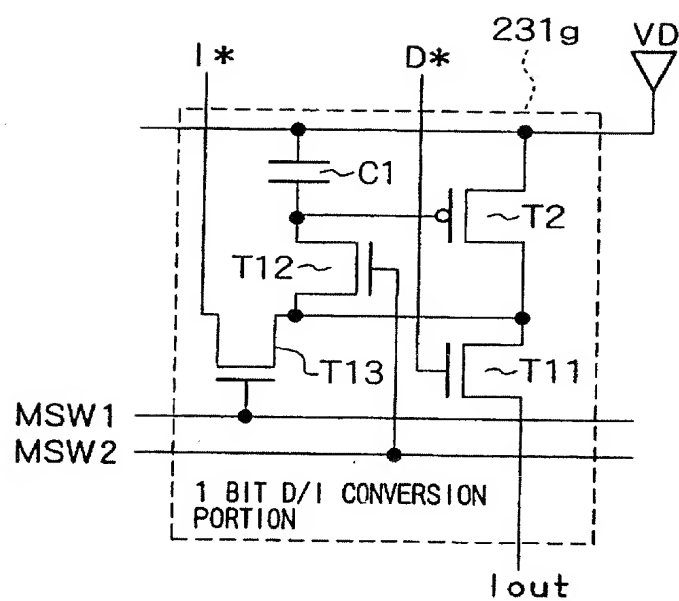 231g
VD
I*
D*
C1
T2
T12
T13
T11
MSW1
MSW2
1 BIT D/I CONVERSION
PORTION
Iout